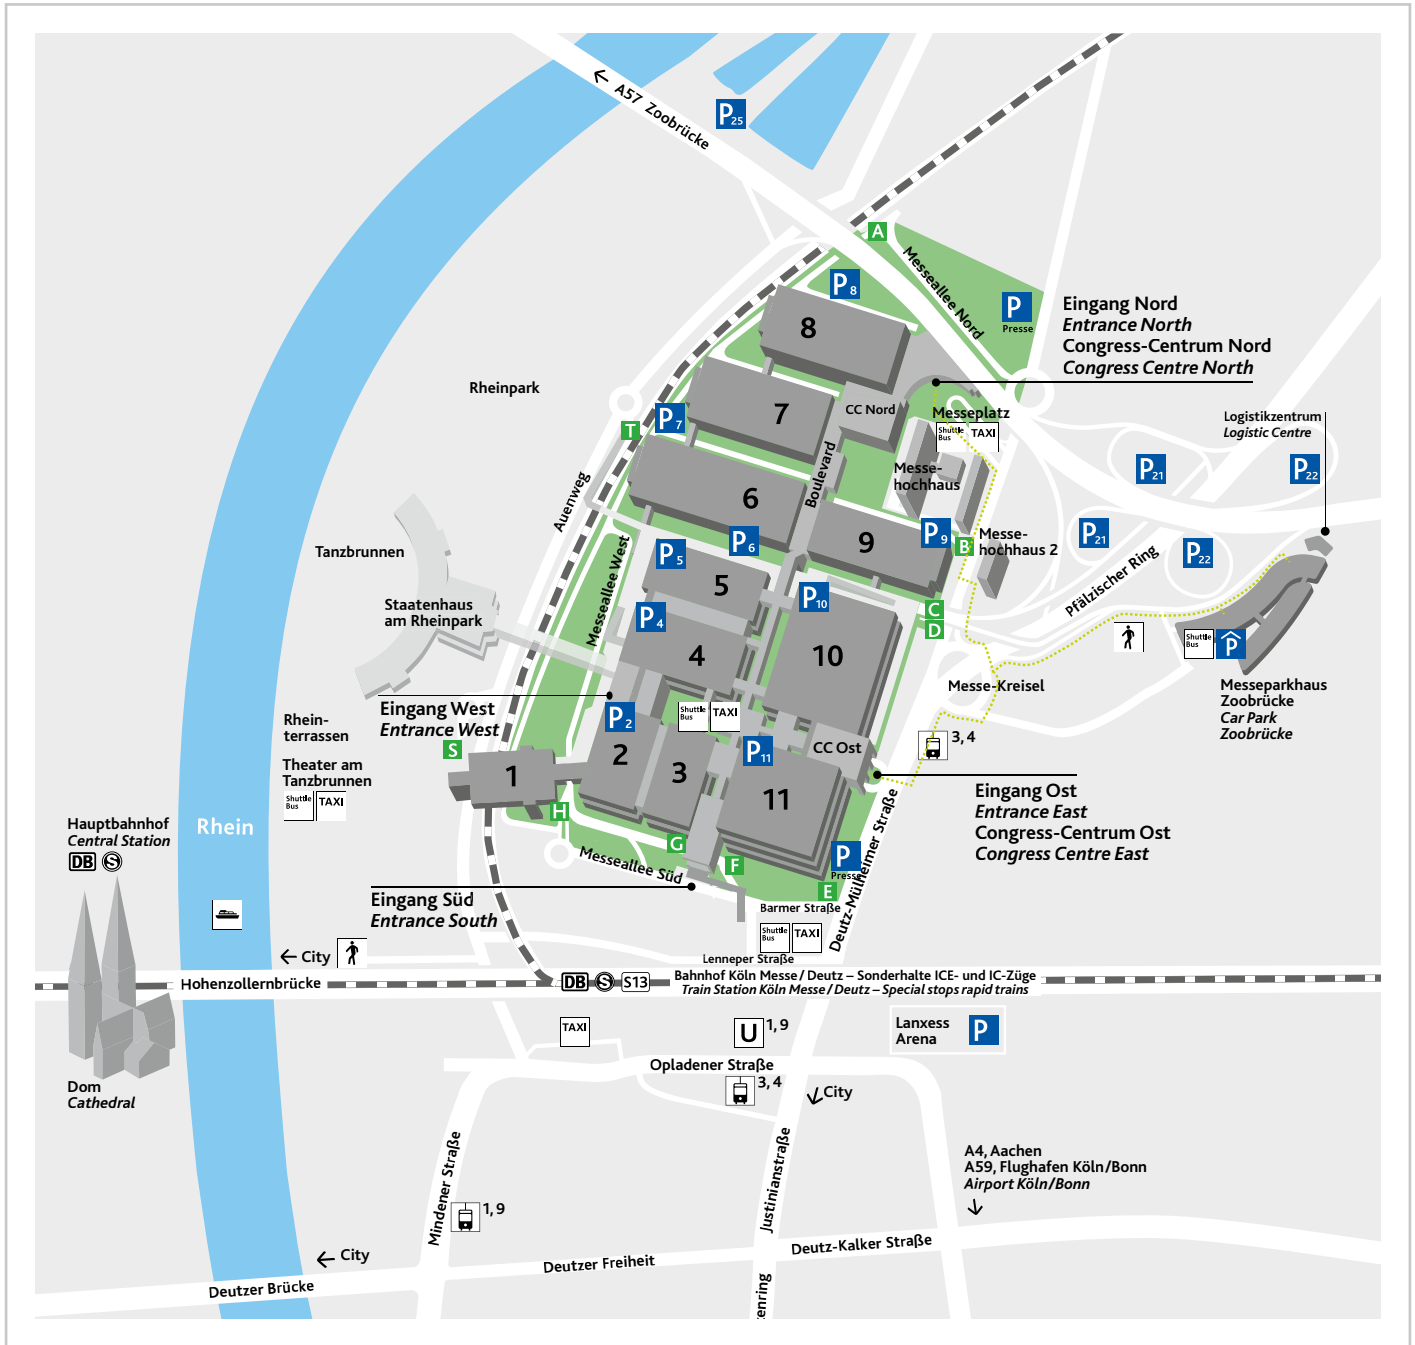 A57 Zoobrücke
P25
A
Messeallee Nord
P8
P
Presse
Eingang Nord
Entrance North
Congress-Centrum Nord
Congress Centre North
8
Rheinpark
7
CC Nord
Messeplatz
Shuttle
Bus
TAXI
Logistikzentrum
Logistic Centre
P7
T
Boulevard
Messe-
hochhaus
P21
P22
Auenweg
6
P6
9
P9
B
Messe-
hochhaus 2
P21
P22
Pfälzischer Ring
Tanzbrunnen
Messeallee West
P5
5
P10
C
D
Staatenhaus
am Rheinpark
P4
4
10
Shuttle
Bus
P
Messe-Kreisel
Messeparkhaus
Zoobrücke
Car Park
Zoobrücke
Eingang West
Entrance West
P2
Shuttle
Bus
TAXI
Rhein-
terrassen
S
3, 4
CC Ost
P11
2
3
1
11
Theater am
Tanzbrunnen
Shuttle
Bus
TAXI
Eingang Ost
Entrance East
Congress-Centrum Ost
Congress Centre East
H
G
F
E
P
Presse
Rhein
Hauptbahnhof
Central Station
DB S
Messeallee Süd
Deutz-Mülheimer Straße
Eingang Süd
Entrance South
Barmer Straße
Shuttle
Bus
TAXI
City
Lenneper Straße
Hohenzollernbrücke
DB S S13
Bahnhof Köln Messe/Deutz – Sonderhalte ICE- und IC-Züge
Train Station Köln Messe/Deutz – Special stops rapid trains
TAXI
U 1, 9
Lanxess
Arena
P
Opladener Straße
3, 4
City
Dom
Cathedral
Mindener Straße
1, 9
Justinianstraße
A4, Aachen
A59, Flughafen Köln/Bonn
Airport Köln/Bonn
City
Deutzer Brücke
Deutzer Freiheit
Deutz-Kalker Straße
enring